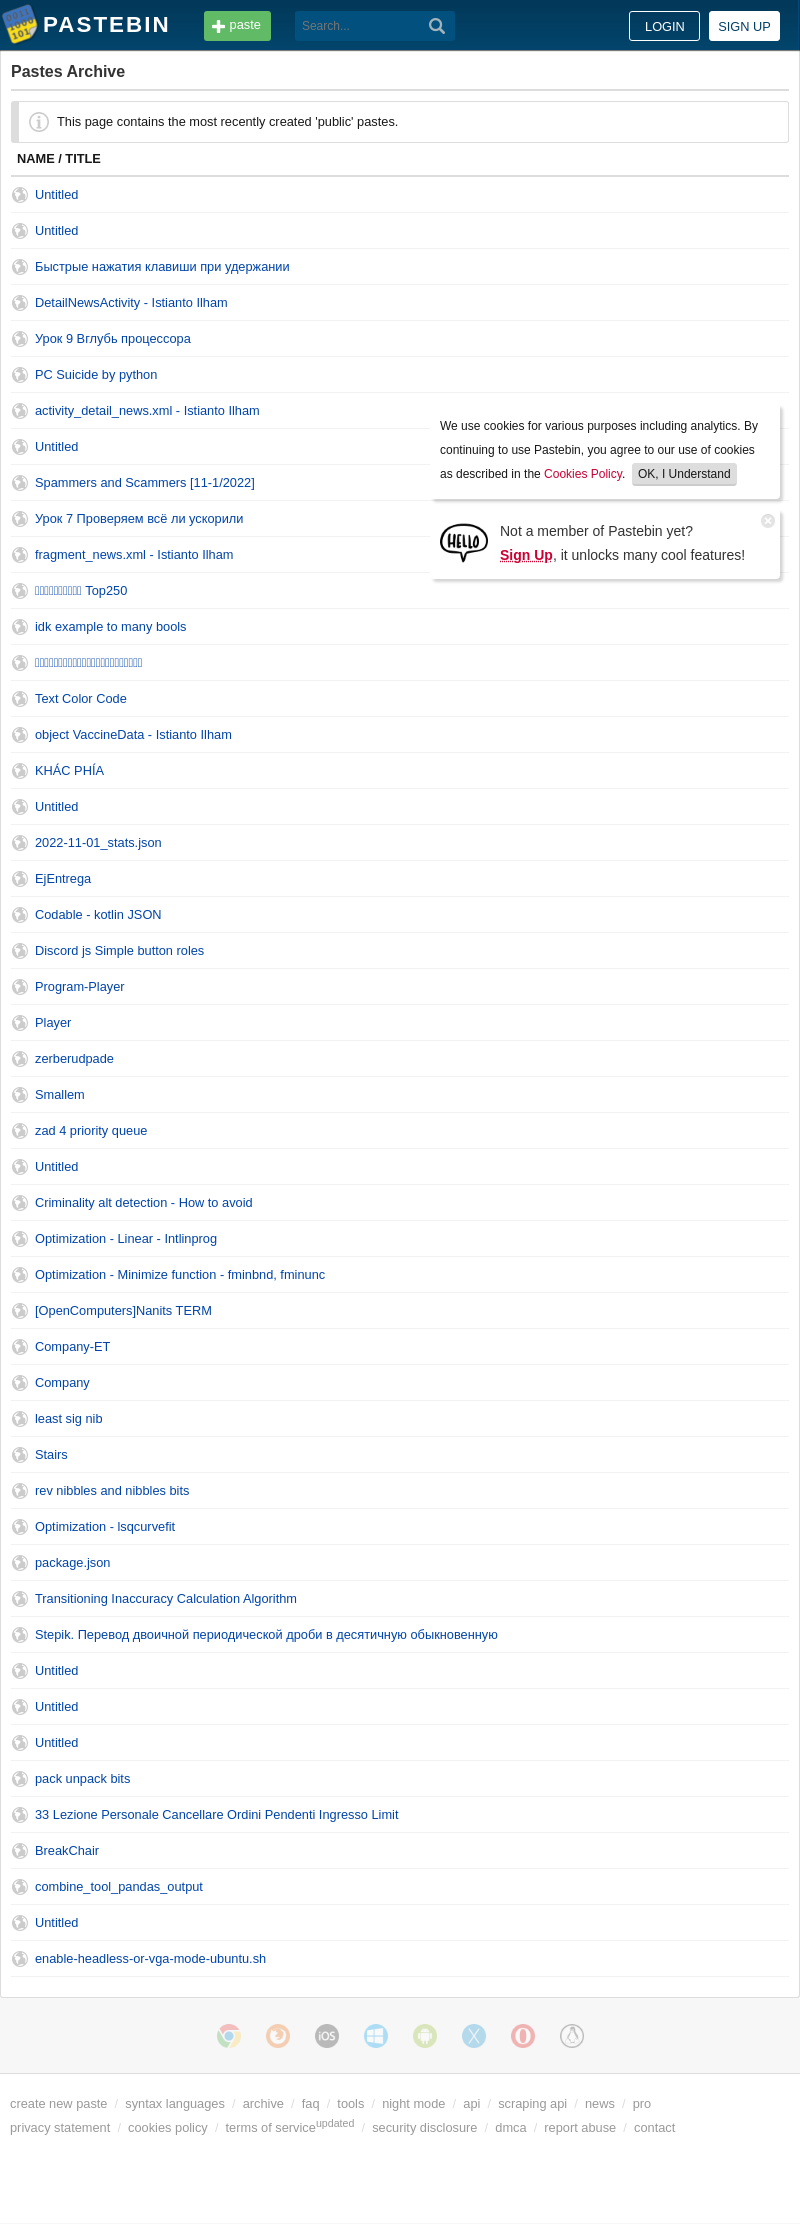 PASTEBIN
paste
Search...
LOGIN
SIGN UP
Pastes Archive
This page contains the most recently created 'public' pastes.
NAME / TITLE
Untitled
Untitled
Быстрые нажатия клавиши при удержании
DetailNewsActivity - Istianto Ilham
Урок 9 Вглубь процессора
PC Suicide by python
activity_detail_news.xml - Istianto Ilham
Untitled
Spammers and Scammers [11-1/2022]
Урок 7 Проверяем всё ли ускорили
fragment_news.xml - Istianto Ilham
Top250
idk example to many bools
Text Color Code
object VaccineData - Istianto Ilham
KHÁC PHÍA
Untitled
2022-11-01_stats.json
EjEntrega
Codable - kotlin JSON
Discord js Simple button roles
Program-Player
Player
zerberudpade
Smallem
zad 4 priority queue
Untitled
Criminality alt detection - How to avoid
Optimization - Linear - Intlinprog
Optimization - Minimize function - fminbnd, fminunc
[OpenComputers]Nanits TERM
Company-ET
Company
least sig nib
Stairs
rev nibbles and nibbles bits
Optimization - lsqcurvefit
package.json
Transitioning Inaccuracy Calculation Algorithm
Stepik. Перевод двоичной периодической дроби в десятичную обыкновенную
Untitled
Untitled
Untitled
pack unpack bits
33 Lezione Personale Cancellare Ordini Pendenti Ingresso Limit
BreakChair
combine_tool_pandas_output
Untitled
enable-headless-or-vga-mode-ubuntu.sh
We use cookies for various purposes including analytics. By
continuing to use Pastebin, you agree to our use of cookies
as described in the Cookies Policy. OK, I Understand
HELLO
Not a member of Pastebin yet?
Sign Up, it unlocks many cool features!
iOS
create new paste / syntax languages / archive / faq / tools / night mode / api / scraping api / news / pro
privacy statement / cookies policy / terms of service updated / security disclosure / dmca / report abuse / contact